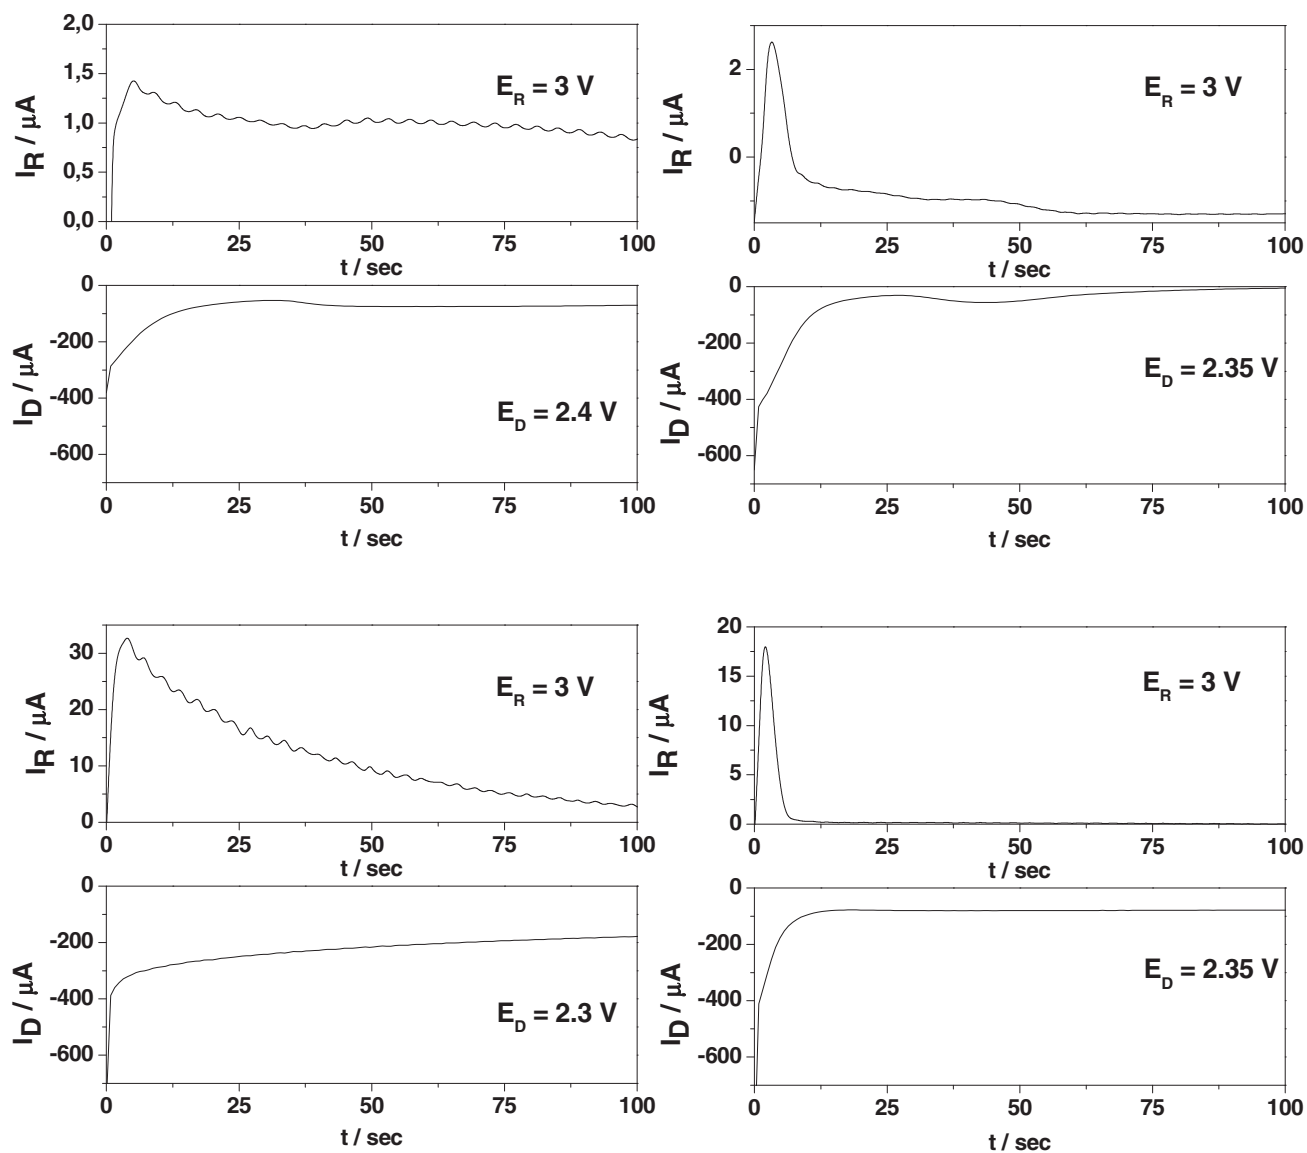 2,0
1,5
1,0
0,5
0,0
I_R / μA
E_R = 3 V
0 25 50 75 100
t / sec
0
-200
-400
-600
I_D / μA
E_D = 2.4 V
0 25 50 75 100
t / sec
2
0
I_R / μA
E_R = 3 V
0 25 50 75 100
t / sec
0
-200
-400
-600
I_D / μA
E_D = 2.35 V
0 25 50 75 100
t / sec
30
20
10
0
I_R / μA
E_R = 3 V
0 25 50 75 100
t / sec
0
-200
-400
-600
I_D / μA
E_D = 2.3 V
0 25 50 75 100
t / sec
20
15
10
5
0
I_R / μA
E_R = 3 V
0 25 50 75 100
t / sec
0
-200
-400
-600
I_D / μA
E_D = 2.35 V
0 25 50 75 100
t / sec